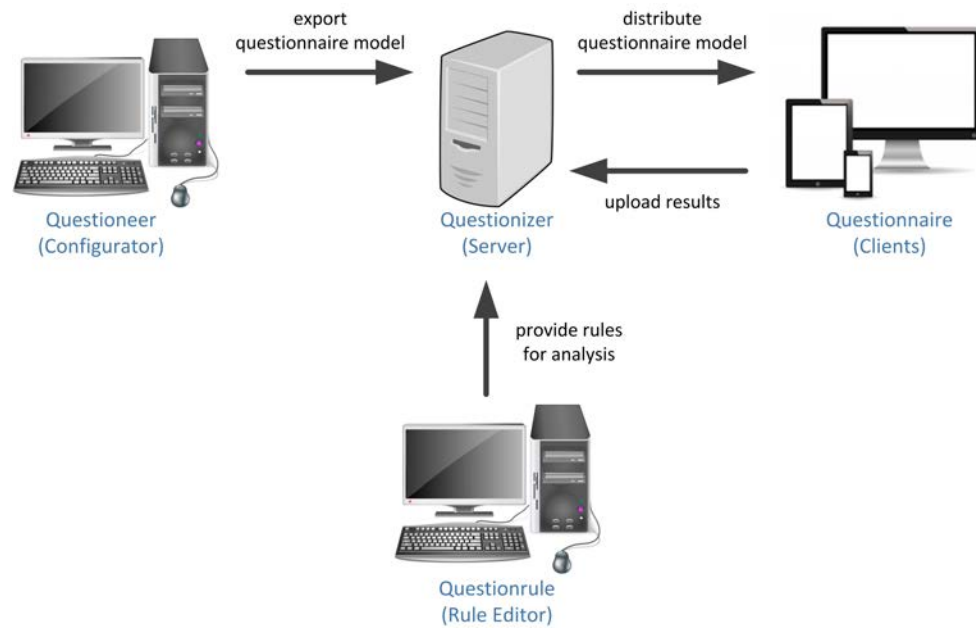 export
questionnaire model
distribute
questionnaire model
upload results
Questioneer
(Configurator)
Questionizer
(Server)
Questionnaire
(Clients)
provide rules
for analysis
Questionrule
(Rule Editor)